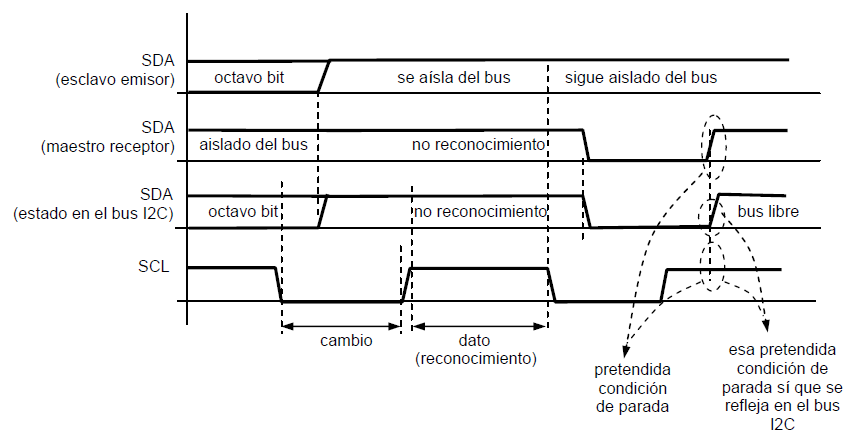 SDA
(esclavo emisor)
octavo bit
se aísla del bus
sigue aislado del bus
SDA
(maestro receptor)
aislado del bus
no reconocimiento
SDA
(estado en el bus I2C)
octavo bit
no reconocimiento
bus libre
SCL
cambio
dato
(reconocimiento)
pretendida
condición
de parada
esa pretendida
condición de
parada sí que se
refleja en el bus
I2C